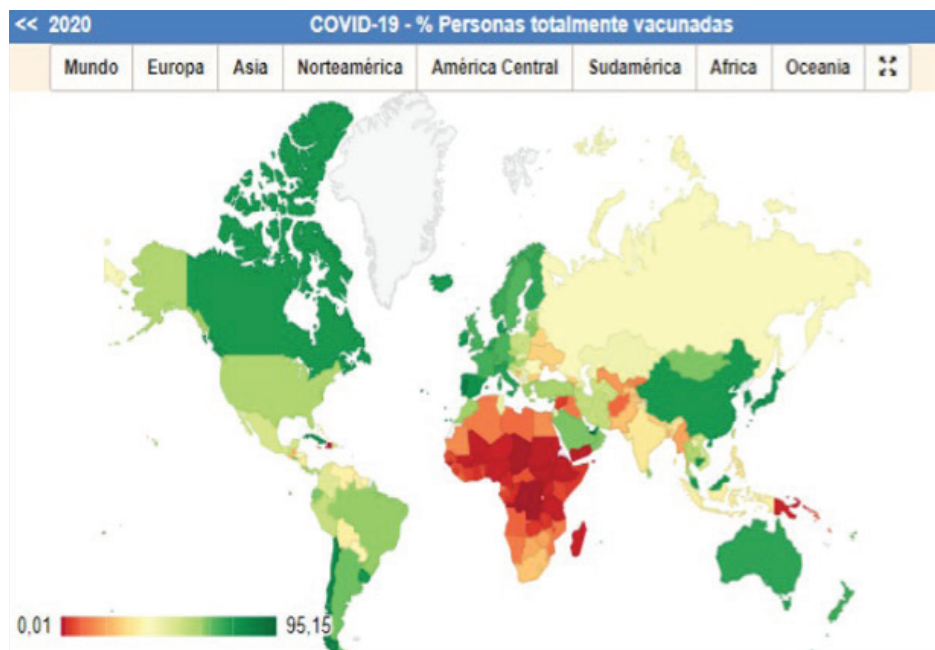 << 2020 COVID-19 - % Personas totalmente vacunadas
Mundo Europa Asia Norteamérica América Central Sudamérica Africa Oceania
0,01 95,15